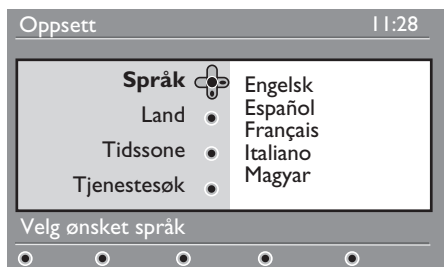 Oppsett 11:28
Språk
Land
Tidssone
Tjenestesøk
Engelsk
Español
Français
Italiano
Magyar
Velg ønsket språk